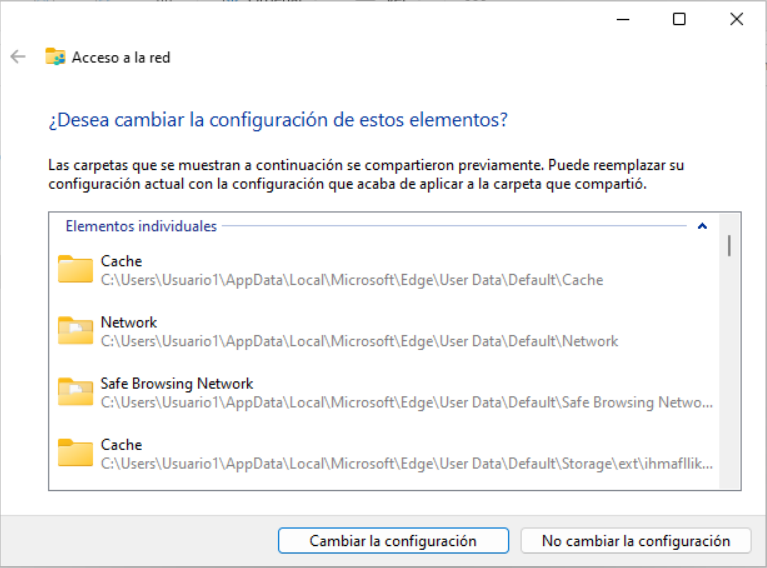 Acceso a la red
¿Desea cambiar la configuración de estos elementos?
Las carpetas que se muestran a continuación se compartieron previamente. Puede reemplazar su
configuración actual con la configuración que acaba de aplicar a la carpeta que compartió.
Elementos individuales
Cache
C:\Users\Usuario1\AppData\Local\Microsoft\Edge\User Data\Default\Cache
Network
C:\Users\Usuario1\AppData\Local\Microsoft\Edge\User Data\Default\Network
Safe Browsing Network
C:\Users\Usuario1\AppData\Local\Microsoft\Edge\User Data\Default\Safe Browsing Netwo...
Cache
C:\Users\Usuario1\AppData\Local\Microsoft\Edge\User Data\Default\Storage\ext\ihmafllik...
Cambiar la configuración
No cambiar la configuración